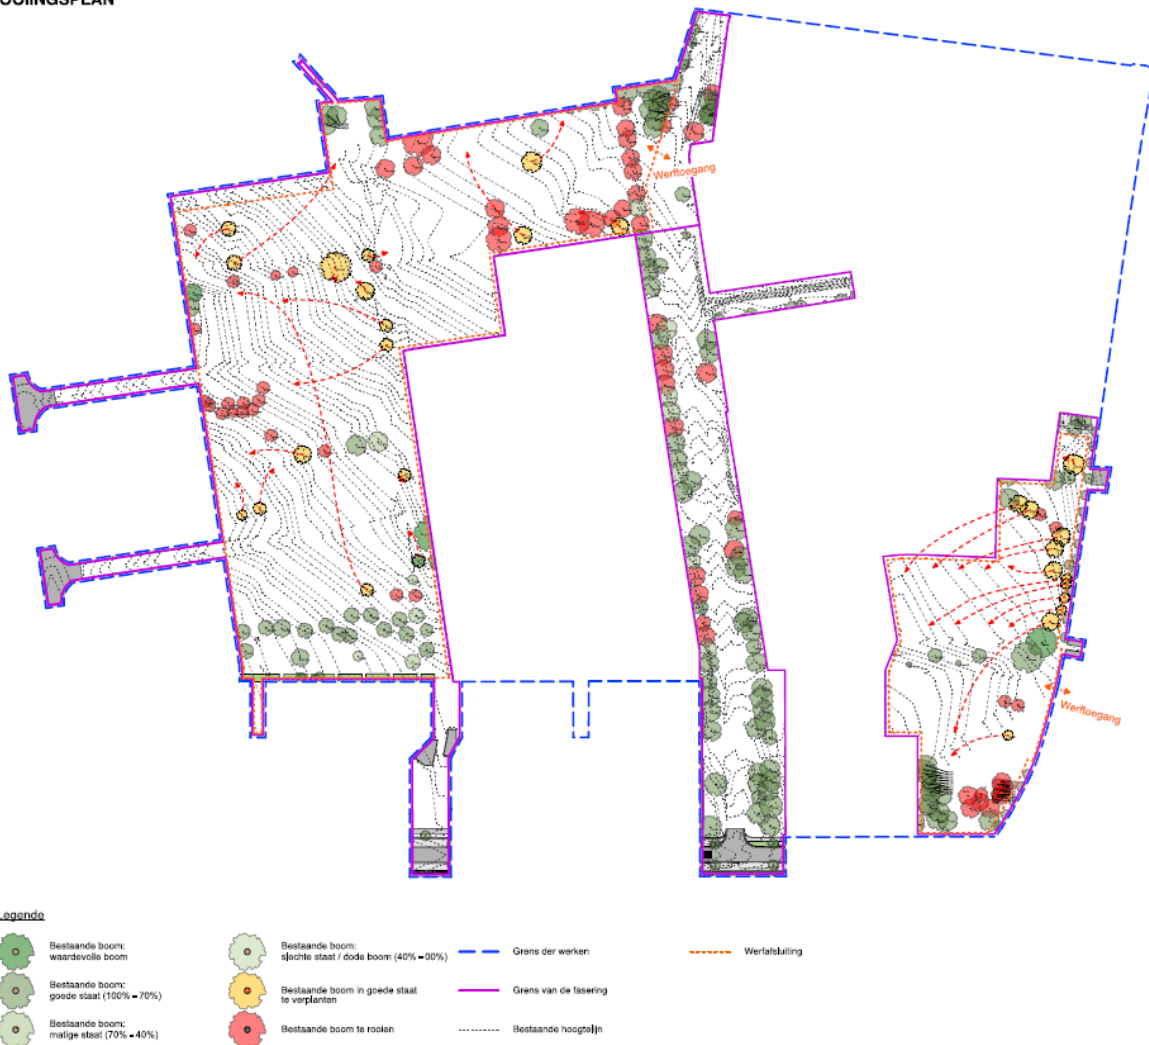 ROOIINGSPLAN
Werftoegang
Werftoegang
Legende
Bestaande boom:
waardevolle boom
Bestaande boom:
goede staat (100% - 70%)
Bestaande boom:
matige staat (70% - 40%)
Bestaande boom:
slechte staat / dode boom (40% - 00%)
Bestaande boom in goede staat
te verplanten
Bestaande boom te rooien
Grens der werken
Grens van de fasering
Bestaande hoogtelijn
Werfafsluiting